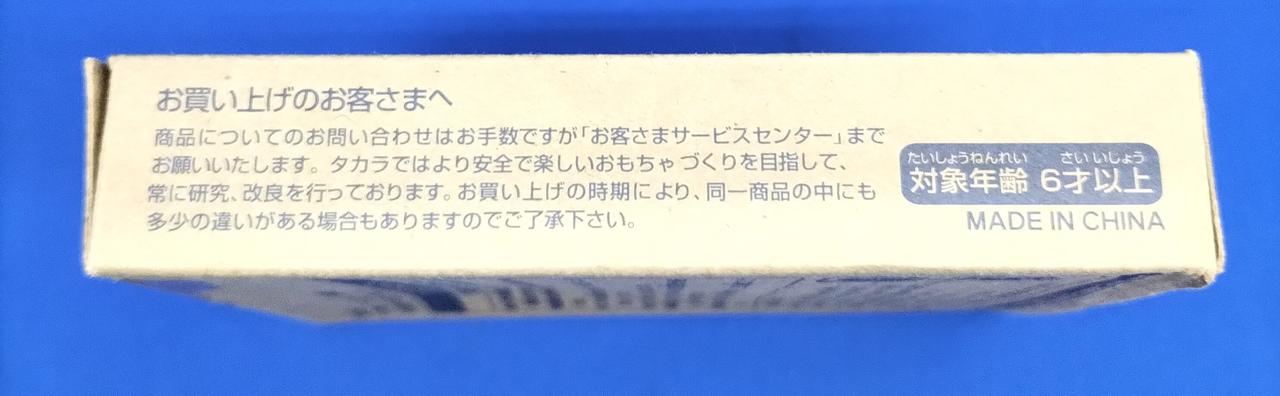 お買い上げのお客さまへ
商品についてのお問い合わせはお手数ですが「お客さまサービスセンター」まで
お願いいたします。タカラではより安全で楽しいおもちゃづくりを目指して、
常に研究、改良を行っております。お買い上げの時期により、同一商品の中にも
多少の違いがある場合もありますのでご了承下さい。
たいしょうねんれい さい いじょう
対象年齢 6才以上
MADE IN CHINA